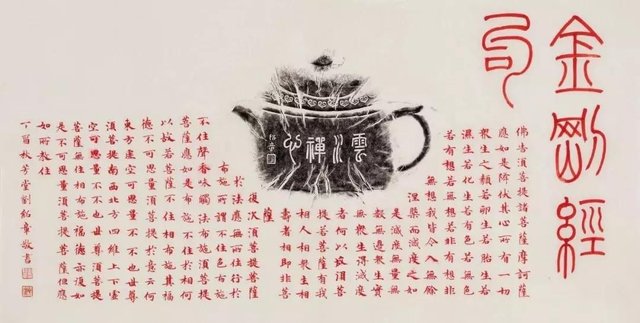 金剛經
句
雲水禪心
紹章
佛告須菩提諸菩薩摩訶薩
應如是降伏其心所有一切
衆生之類若卵生若胎生若
濕生若化生若有色若無色
若有想若無想若非有想非
無想我皆令入無餘
涅槃而滅度之如
是滅度無量無
數無邊衆生實
無衆生得滅度
者何以故須菩
提若菩薩有我
相人相衆生相
壽者相即非菩
薩
復次須菩提菩薩
於法應無所住行於
布施所謂不住色布施
不住聲香味觸法布施須菩提
菩薩應如是布施不住於相何
以故若菩薩不住相布施其福
德不可思量須菩提於意云何
東方虛空可思量不不也世尊
須菩提南西北方四維上下虛
空可思量不不也世尊須菩提
菩薩無住相布施福德亦復如
是不可思量須菩提菩薩但應
如所教住
丁酉秋芳堂劉紹章敬書